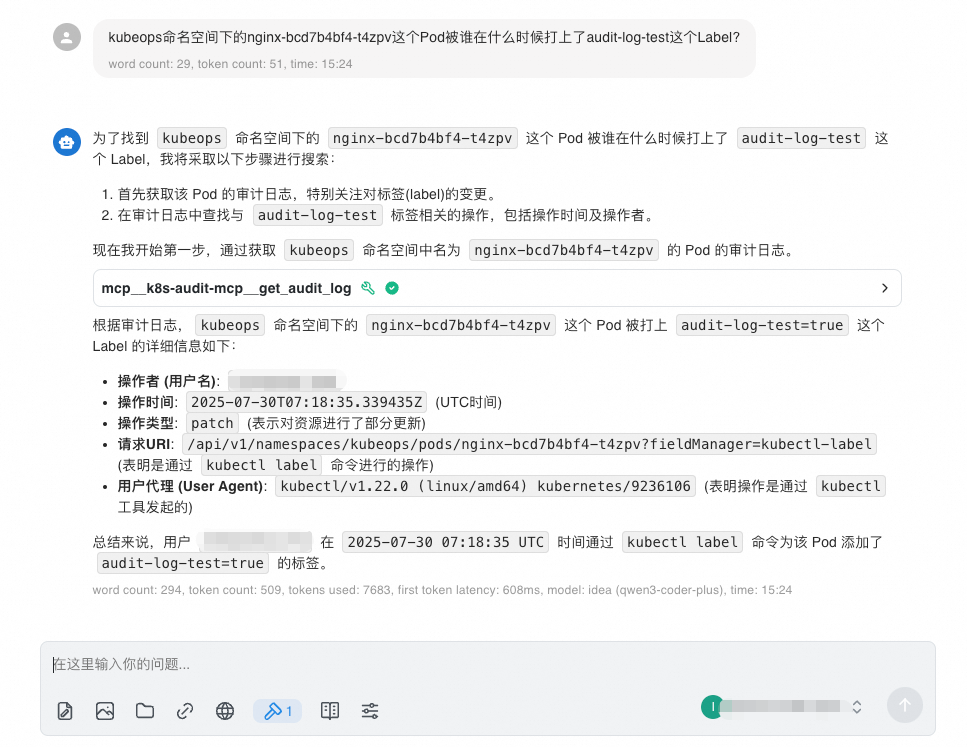 kubeops命名空间下的nginx-bcd7b4bf4-t4zpv这个Pod被谁在什么时候打上了audit-log-test这个Label?
word count: 29, token count: 51, time: 15:24
为了找到 kubeops 命名空间下的 nginx-bcd7b4bf4-t4zpv 这个 Pod 被谁在什么时候打上了 audit-log-test 这
个 Label，我将采取以下步骤进行搜索：
1. 首先获取该 Pod 的审计日志，特别关注对标签(label)的变更。
2. 在审计日志中查找与 audit-log-test 标签相关的操作，包括操作时间及操作者。
现在我开始第一步，通过获取 kubeops 命名空间中名为 nginx-bcd7b4bf4-t4zpv 的 Pod 的审计日志。
mcp__k8s-audit-mcp__get_audit_log
根据审计日志， kubeops 命名空间下的 nginx-bcd7b4bf4-t4zpv 这个 Pod 被打上 audit-log-test=true 这个
Label 的详细信息如下：
• 操作者 (用户名)：
• 操作时间： 2025-07-30T07:18:35.339435Z (UTC时间)
• 操作类型： patch (表示对资源进行了部分更新)
• 请求URI： /api/v1/namespaces/kubeops/pods/nginx-bcd7b4bf4-t4zpv?fieldManager=kubectl-label
(表明是通过 kubectl label 命令进行的操作)
• 用户代理 (User Agent)： kubectl/v1.22.0 (linux/amd64) kubernetes/9236106 (表明操作是通过 kubectl
工具发起的)
总结来说，用户 在 2025-07-30 07:18:35 UTC 时间通过 kubectl label 命令为该 Pod 添加了
audit-log-test=true 的标签。
word count: 294, token count: 509, tokens used: 7683, first token latency: 608ms, model: idea (qwen3-coder-plus), time: 15:24
在这里输入你的问题...
1
I